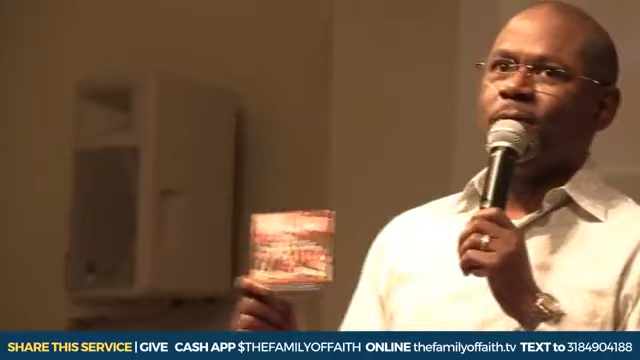 SHARE THIS SERVICE | GIVE CASH APP $THEFAMILYOFFAITH ONLINE thefamilyoffaith.tv TEXT to 3184904188